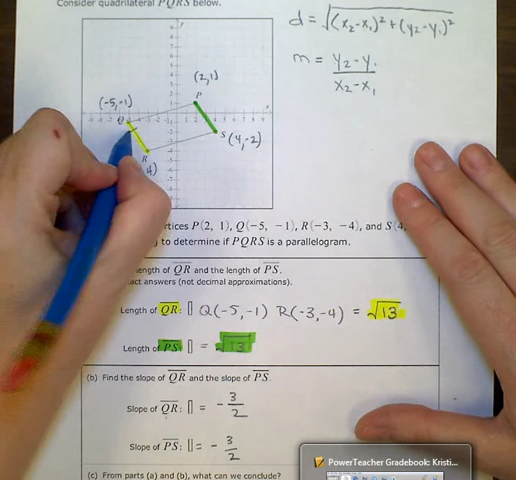 Consider quadrilateral PQRS below.
d = √(x₂-x₁)² + (y₂-y₁)²
m = y₂-y₁
x₂-x₁
(2,1)
P
(-5,-1)
Q
S (4,-2)
R
4)
rtices P(2, 1), Q(-5, -1), R(-3, -4), and S(4,
to determine if PQRS is a parallelogram.
length of QR and the length of PS.
act answers (not decimal approximations).
Length of QR: [] Q(-5,-1) R(-3,-4) = √13
Length of PS: [] = √13
(b) Find the slope of QR and the slope of PS.
Slope of QR: [] = - 3/2
Slope of PS: [] = - 3/2
(c) From parts (a) and (b), what can we conclude?
PowerTeacher Gradebook: Kristi...